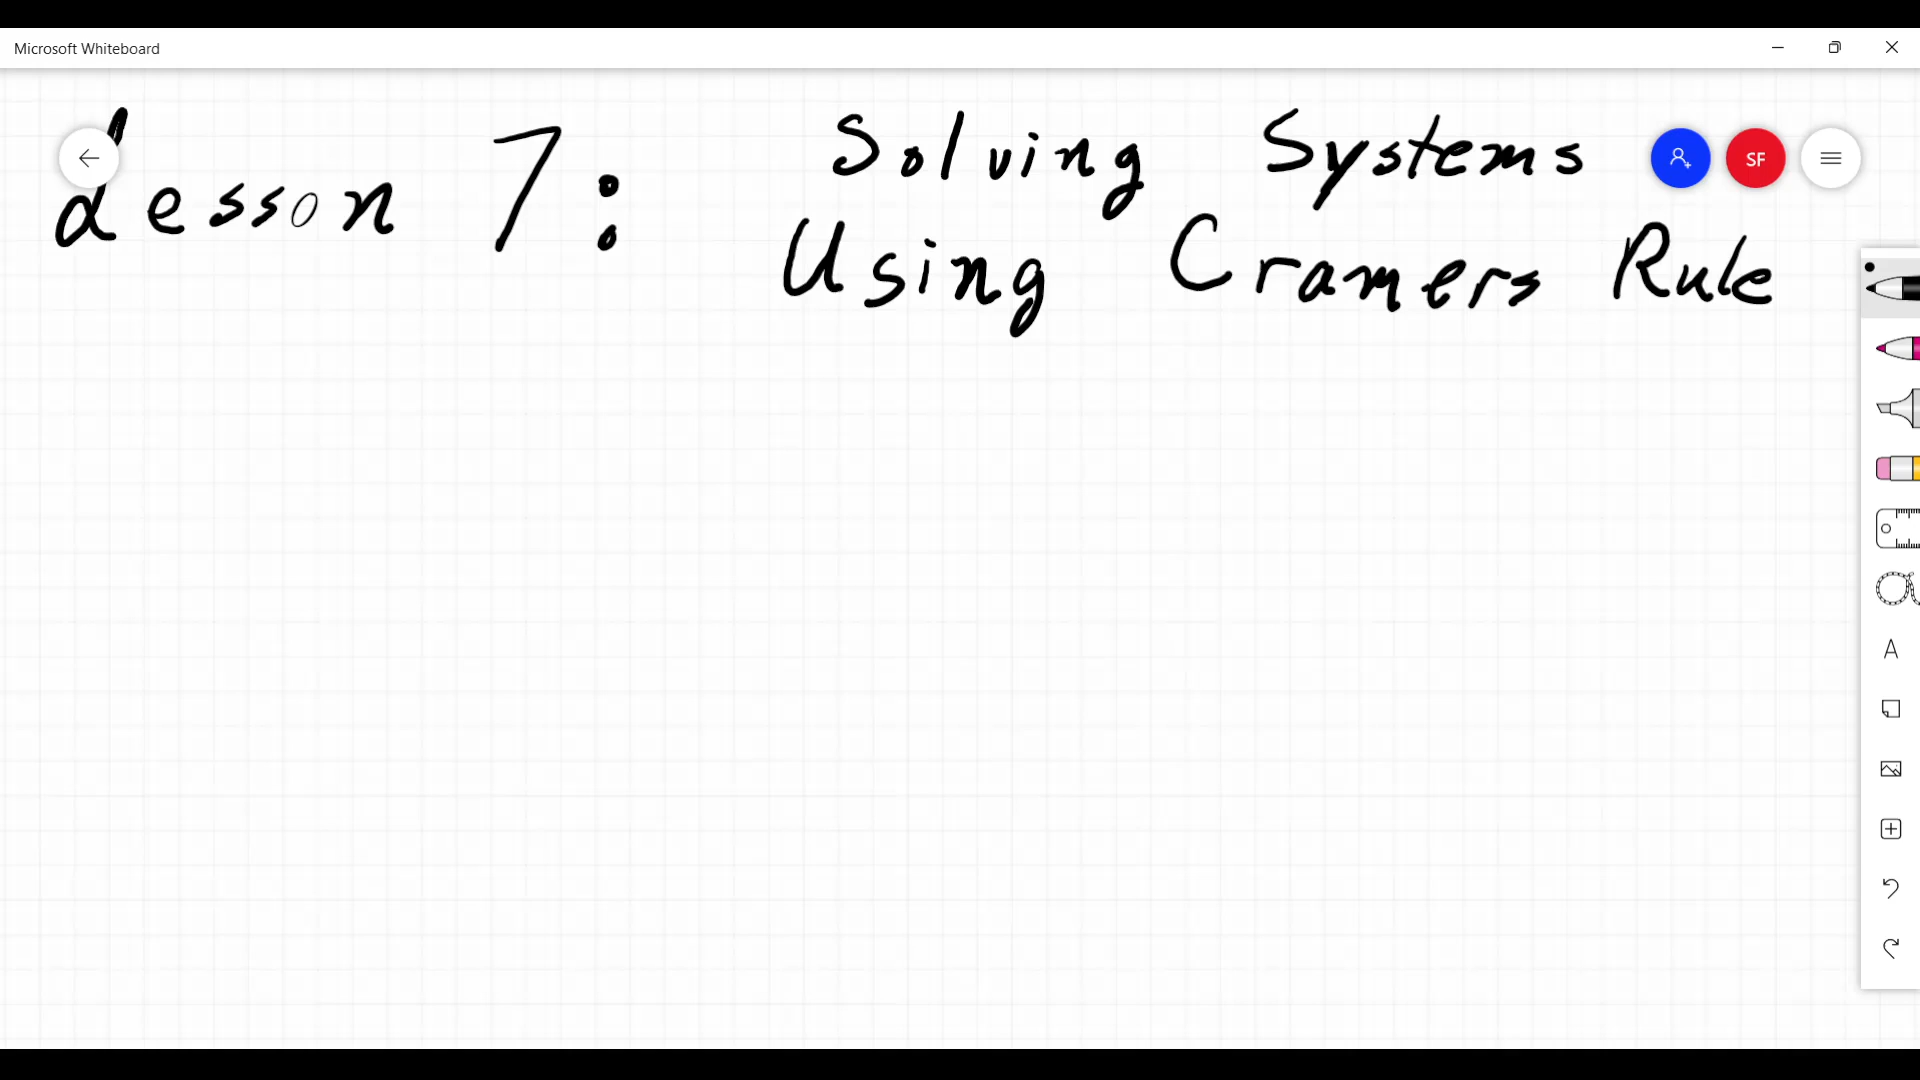 Microsoft Whiteboard
Lesson 7: Solving Systems
SF
Using Cramers Rule
A